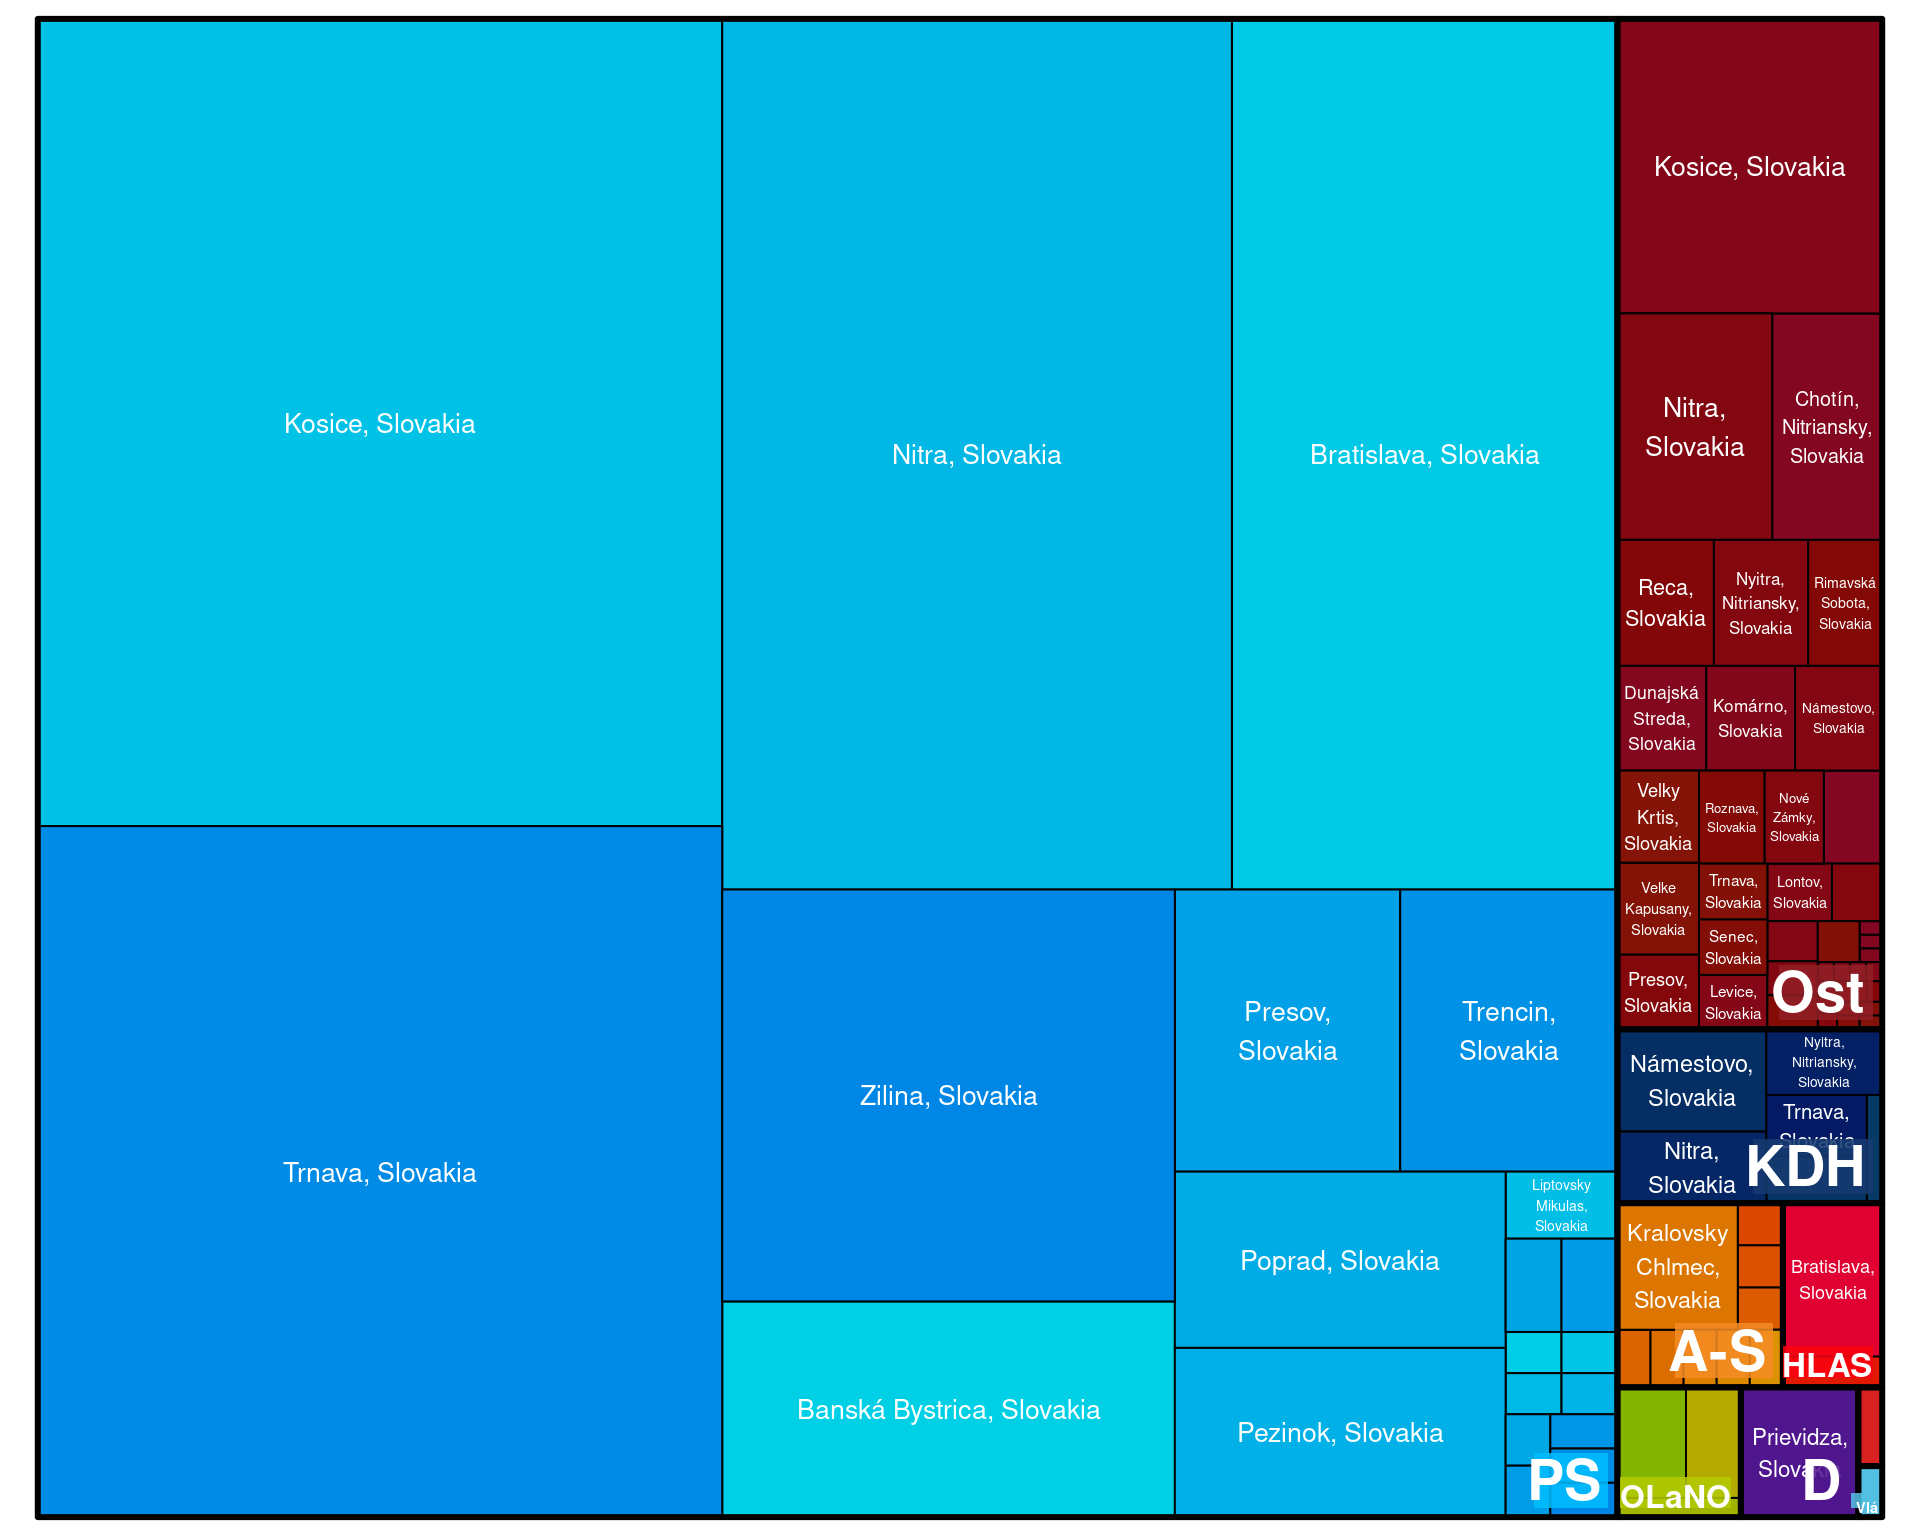 Kosice, Slovakia
Nitra, Slovakia
Bratislava, Slovakia
Trnava, Slovakia
Zilina, Slovakia
Presov,
Slovakia
Trencin,
Slovakia
Banská Bystrica, Slovakia
Poprad, Slovakia
Pezinok, Slovakia
Liptovsky
Mikulas,
Slovakia
PS
Kosice, Slovakia
Nitra,
Slovakia
Chotín,
Nitriansky,
Slovakia
Reca,
Slovakia
Nyitra,
Nitriansky,
Slovakia
Rimavská
Sobota,
Slovakia
Dunajská
Streda,
Slovakia
Komárno,
Slovakia
Námestovo,
Slovakia
Velky
Krtis,
Slovakia
Roznava,
Slovakia
Nové
Zámky,
Slovakia
Velke
Kapusany,
Slovakia
Trnava,
Slovakia
Lontov,
Slovakia
Senec,
Slovakia
Presov,
Slovakia
Levice,
Slovakia
Ost
Námestovo,
Slovakia
Nyitra,
Nitriansky,
Slovakia
Trnava,
Slovakia
Nitra,
Slovakia
KDH
Kralovsky
Chlmec,
Slovakia
A-S
Bratislava,
Slovakia
HLAS
OLaNO
Prievidza,
Slovakia
D
Vlá